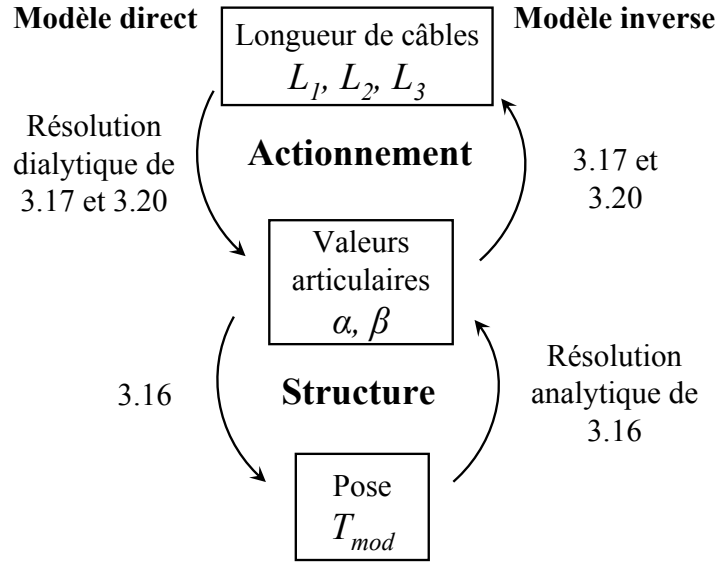 Modèle direct
Longueur de câbles
L₁, L₂, L₃
Modèle inverse
Résolution
dialytique de
3.17 et 3.20
Actionnement
3.17 et
3.20
Valeurs
articulaires
α, β
3.16
Structure
Résolution
analytique de
3.16
Pose
T_mod